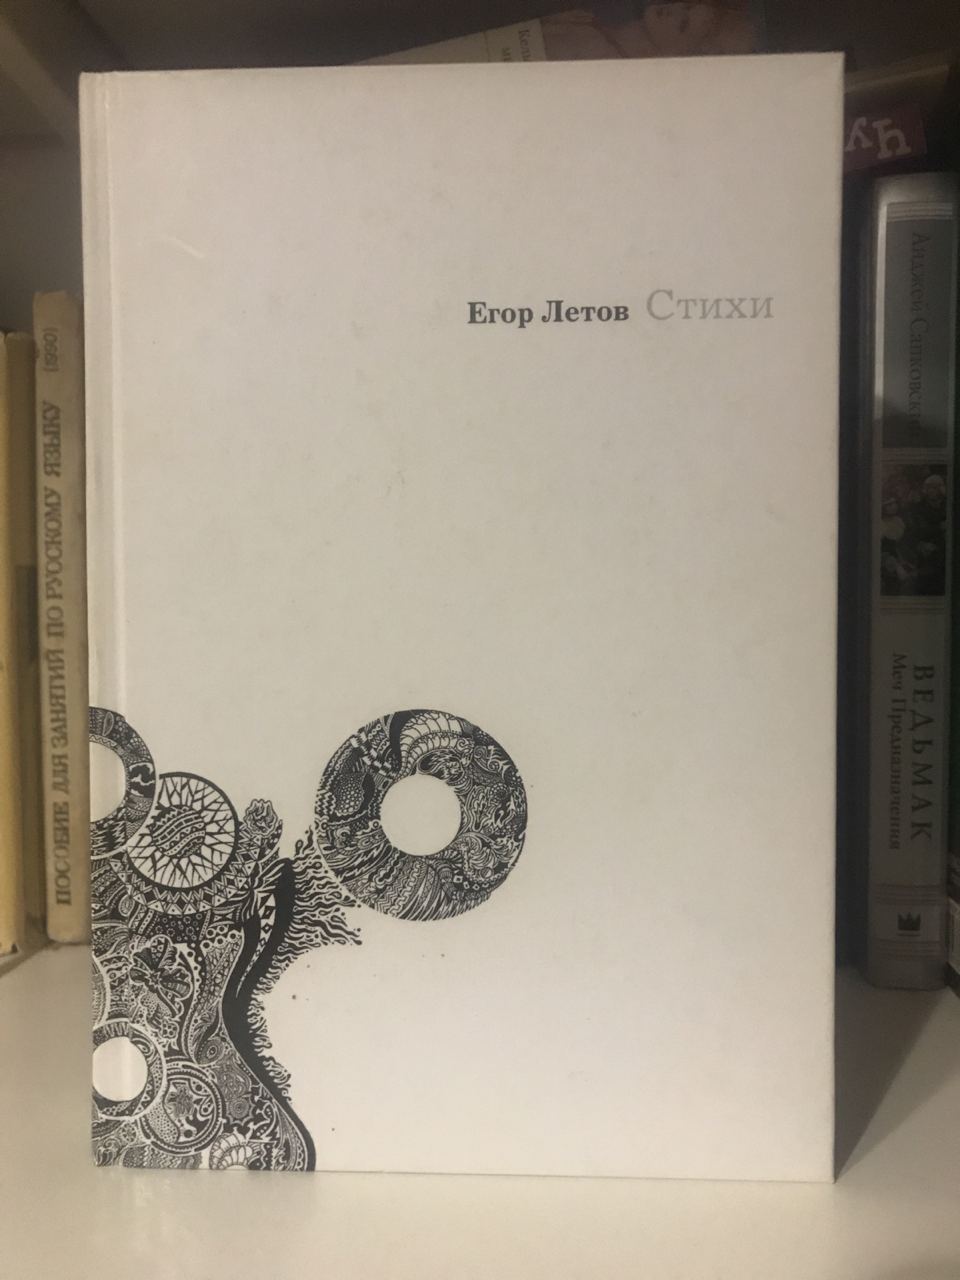 Егор Летов Стихи
ПОСОБИЕ ДЛЯ ЗАНЯТИЙ ПО РУССКОМУ ЯЗЫКУ (1990)
Анджей Сапковский
ВЕДЬМАК
Меч Предназначения